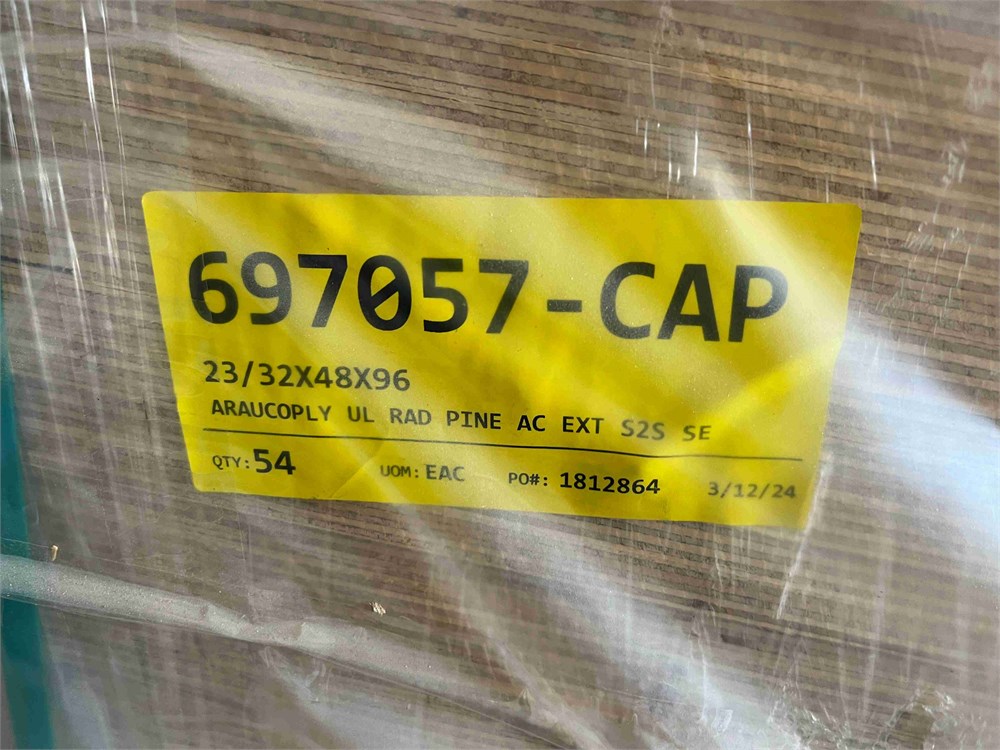 697057-CAP
23/32X48X96
ARAUCOPLY UL RAD PINE AC EXT S2S SE
QTY: 54 UOM: EAC PO#: 1812864 3/12/24